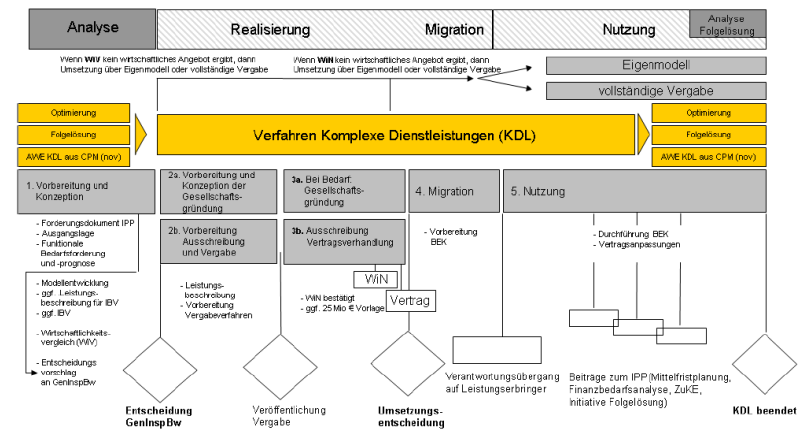 Analyse
Realisierung
Migration
Nutzung
Analyse
Folgelösung
Wenn WiV kein wirtschaftliches Angebot ergibt, dann
Umsetzung über Eigenmodell oder vollständige Vergabe
Wenn WiN kein wirtschaftliches Angebot ergibt, dann
Umsetzung über Eigenmodell oder vollständige Vergabe
Eigenmodell
vollständige Vergabe
Optimierung
Folgelösung
AWE KDL aus CPM (nov)
Verfahren Komplexe Dienstleistungen (KDL)
Optimierung
Folgelösung
AWE KDL aus CPM (nov)
1. Vorbereitung und
Konzeption
2a. Vorbereitung und
Konzeption der
Gesellschafts-
gründung
3a. Bei Bedarf:
Gesellschafts-
gründung
4. Migration
5. Nutzung
2b. Vorbereitung
Ausschreibung
und Vergabe
3b. Ausschreibung
Vertragsverhandlung
- Forderungsdokument IPP
- Ausgangslage
- Funktionale
Bedarfsforderung
und -prognose
- Modellentwicklung
- ggf. Leistungs-
beschreibung für IBV
- ggf. IBV
- Wirtschaftlichkeits-
vergleich (WiV)
- Entscheidungs
vorschlag
an GenInspBw
- Leistungs-
beschreibung
- Vorbereitung
Vergabeverfahren
WiN
- WiN bestätigt
- ggf. 25 Mio € Vorlage
Vertrag
- Vorbereitung
BEK
- Durchführung BEK
- Vertragsanpassungen
Entscheidung
GenInspBw
Veröffentlichung
Vergabe
Umsetzungs-
entscheidung
Verantwortungsübergang
auf Leistungserbringer
Beiträge zum IPP (Mittelfristplanung,
Finanzbedarfsanalyse, ZuKE,
Initiative Folgelösung)
KDL beendet